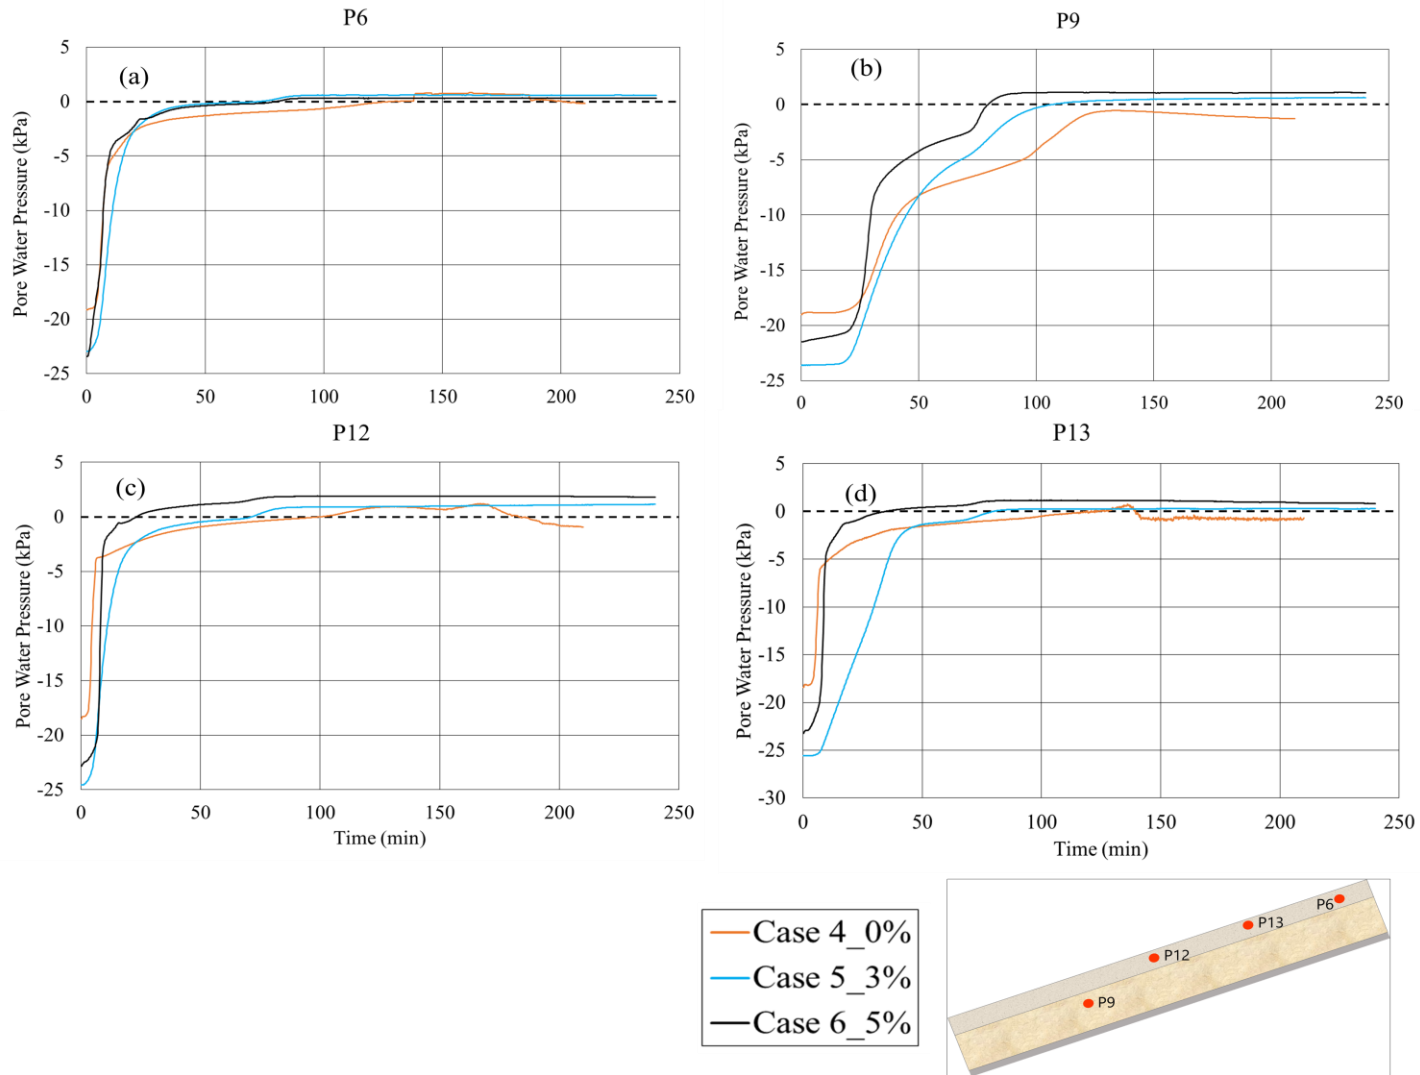 P6
5
0
-5
-10
-15
-20
-25
0 50 100 150 200 250
Pore Water Pressure (kPa)
(a)
P9
5
0
-5
-10
-15
-20
-25
0 50 100 150 200 250
Pore Water Pressure (kPa)
(b)
P12
5
0
-5
-10
-15
-20
-25
0 50 100 150 200 250
Pore Water Pressure (kPa)
Time (min)
(c)
P13
5
0
-5
-10
-15
-20
-25
-30
0 50 100 150 200 250
Pore Water Pressure (kPa)
Time (min)
(d)
Case 4_0%
Case 5_3%
Case 6_5%
P6
P13
P12
P9